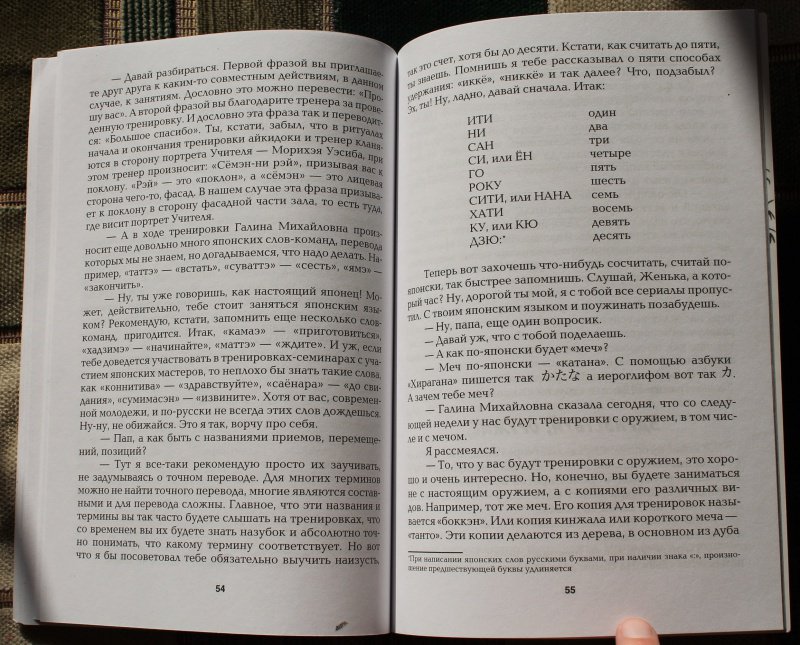 — Давай разбираться. Первой фразой вы приглашае-
те друг друга к каким-то совместным действиям, в данном
случае, к занятиям. Дословно это можно перевести: «Про-
шу вас». А второй фразой вы благодарите тренера за прове-
денную тренировку. И дословно эта фраза так и переводит-
ся: «Большое спасибо». Ты, кстати, забыл, что в ритуалах
начала и окончания тренировки айкидоки и тренер кланя-
ются в сторону портрета Учителя — Морихэя Уэсиба, при
этом тренер произносит: «Сёмэн-ни рэй», призывая вас к
поклону. «Рэй» — это «поклон», а «сёмэн» — это лицевая
сторона чего-то, фасад. В нашем случае эта фраза призыва-
ет к поклону в сторону фасадной части зала, то есть туда,
где висит портрет Учителя.
— А в ходе тренировки Галина Михайловна произ-
носит еще довольно много японских слов-команд, перевода
которых мы не знаем, но догадываемся, что надо делать. На-
пример, «таттэ» — «встать», «суваттэ» — «сесть», «ямэ» —
«закончить».
— Ну, ты уже говоришь, как настоящий японец! Мо-
жет, действительно, тебе стоит заняться японским язы-
ком? Рекомендую, кстати, запомнить еще несколько слов-
команд, пригодится. Итак, «камаэ» — «приготовиться»,
«хадзимэ» — «начинайте», «маттэ» — «ждите». И уж, если
тебе доведется участвовать в тренировках-семинарах с уча-
стием японских мастеров, то неплохо бы знать такие слова,
как «коннитива» — «здравствуйте», «саёнара» — «до сви-
дания», «сумимасэн» — «извините». Хотя от вас, современ-
ной молодежи, и по-русски не всегда этих слов дождешься.
Ну-ну, не обижайся. Это я так, ворчу про себя.
— Пап, а как быть с названиями приемов, перемеще-
ний, позиций?
— Тут я все-таки рекомендую просто их заучивать,
не задумываясь о точном переводе. Для многих терминов
можно не найти точного перевода, многие являются состав-
ными и для перевода сложны. Главное, что эти названия и
термины вы так часто будете слышать на тренировках, что
со временем вы их будете знать назубок и абсолютно точ-
но понимать, что какому термину соответствует. Но вот
что я бы посоветовал тебе обязательно выучить наизусть,
54
так это счет, хотя бы до десяти. Кстати, как считать до пяти,
ты знаешь. Помнишь я тебе рассказывал о пяти способах
удержания: «иккё», «никкё» и так далее? Что, подзабыл?
Эх, ты! Ну, ладно, давай сначала. Итак:
ИТИ один
НИ два
САН три
СИ, или ЁН четыре
ГО пять
РОКУ шесть
СИТИ, или НАНА семь
ХАТИ восемь
КУ, или КЮ девять
ДЗЮ:* десять
Теперь вот захочешь что-нибудь сосчитать, считай по-
японски, так быстрее запомнишь. Слушай, Женька, а кото-
рый час? Ну, дорогой ты мой, я с тобой все сериалы пропус-
тил. С твоим японским языком и поужинать позабудешь.
— Ну, папа, еще один вопросик.
— Давай уж, что с тобой поделаешь.
— А как по-японски будет «меч»?
— Меч по-японски — «катана». С помощью азбуки
«Хирагана» пишется так かたな а иероглифом вот так カ.
А зачем тебе меч?
— Галина Михайловна сказала сегодня, что со следу-
ющей недели у нас будут тренировки с оружием, в том чис-
ле и с мечом.
Я рассмеялся.
— То, что у вас будут тренировки с оружием, это хоро-
шо и очень интересно. Но, конечно, вы будете заниматься
не с настоящим оружием, а с копиями его различных ви-
дов. Например, тот же меч. Его копия для тренировок назы-
вается «боккэн». Или копия кинжала или короткого меча —
«танто». Эти копии делаются из дерева, в основном из дуба
*При написании японских слов русскими буквами, при наличии знака «:», произно-
шение предшествующей буквы удлиняется
55